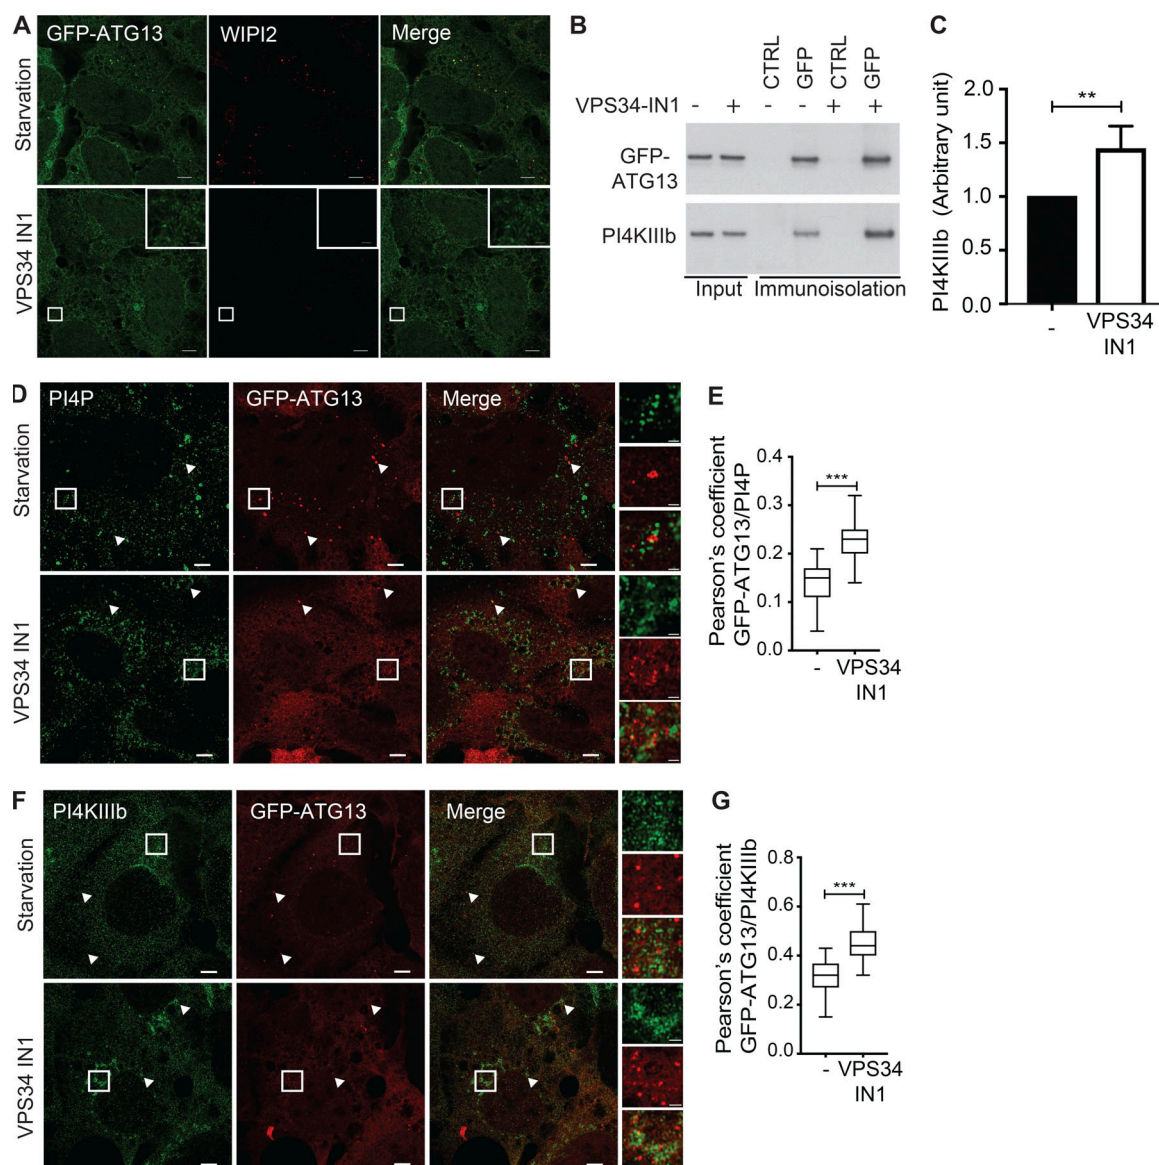 A
GFP-ATG13
WIPI2
Merge
Starvation
VPS34 IN1
B
CTRL
GFP
CTRL
GFP
VPS34-IN1 - + - - + +
GFP-
ATG13
PI4KIIIb
Input Immunoisolation
C
PI4KIIIb (Arbitrary unit)
2.0
1.5
1.0
0.5
0.0
**
- VPS34
IN1
D
PI4P
GFP-ATG13
Merge
Starvation
VPS34 IN1
E
Pearson's coefficient
GFP-ATG13/PI4P
0.4
0.3
0.2
0.1
0.0
***
- VPS34
IN1
F
PI4KIIIb
GFP-ATG13
Merge
Starvation
VPS34 IN1
G
Pearson's coefficient
GFP-ATG13/PI4KIIIb
0.8
0.6
0.4
0.2
0.0
***
- VPS34
IN1